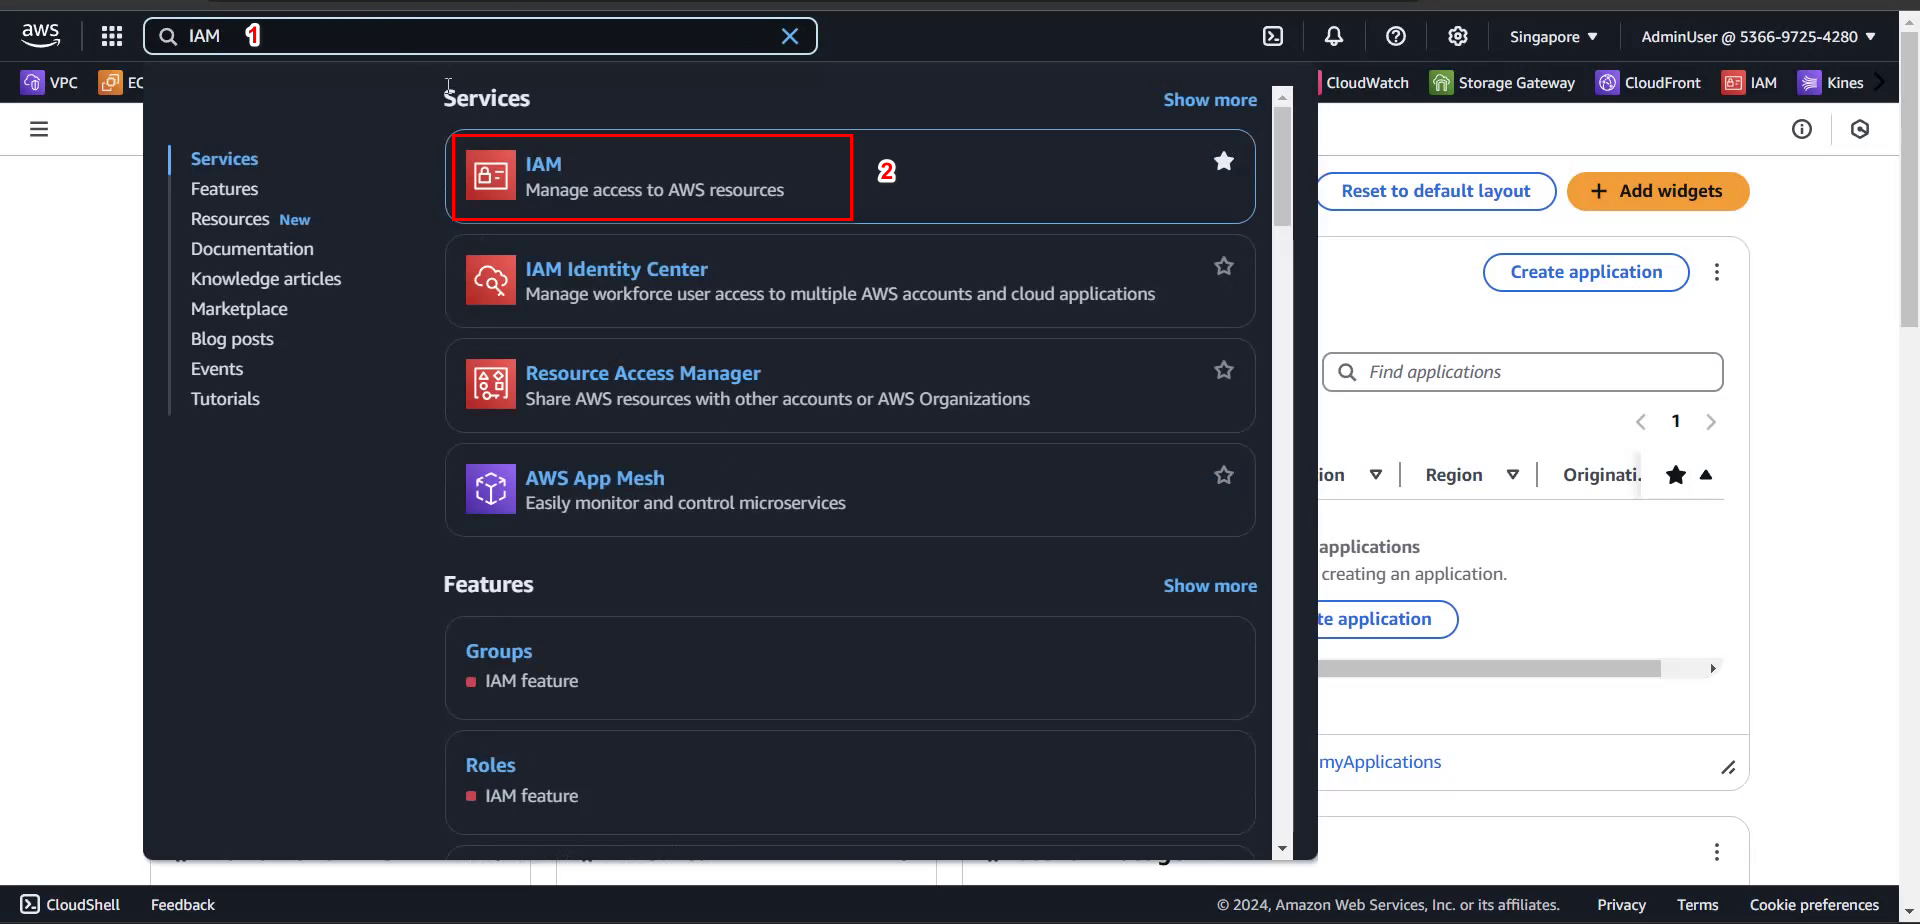 aws
IAM
1
Singapore
AdminUser @ 5366-9725-4280
VPC
EC
CloudWatch
Storage Gateway
CloudFront
IAM
Kines
Services
Features
Resources New
Documentation
Knowledge articles
Marketplace
Blog posts
Events
Tutorials
Services
Show more
IAM
Manage access to AWS resources
2
IAM Identity Center
Manage workforce user access to multiple AWS accounts and cloud applications
Resource Access Manager
Share AWS resources with other accounts or AWS Organizations
AWS App Mesh
Easily monitor and control microservices
Features
Show more
Groups
IAM feature
Roles
IAM feature
Reset to default layout
+ Add widgets
Create application
Find applications
1
ion
Region
Originati.
applications
creating an application.
te application
myApplications
CloudShell
Feedback
© 2024, Amazon Web Services, Inc. or its affiliates.
Privacy
Terms
Cookie preferences